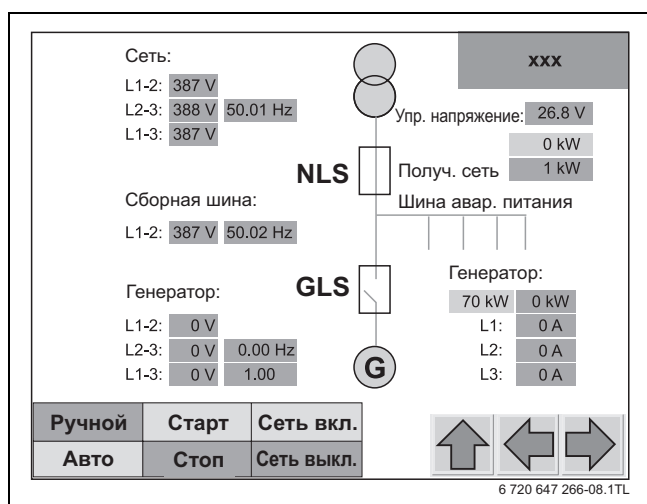 Сеть:
xxx
L1-2: 387 V
L2-3: 388 V 50.01 Hz
L1-3: 387 V
Упр. напряжение: 26.8 V
0 kW
NLS
Получ. сеть 1 kW
Сборная шина:
Шина авар. питания
L1-2: 387 V 50.02 Hz
Генератор:
GLS
Генератор:
70 kW 0 kW
L1-2: 0 V
L1: 0 A
L2-3: 0 V 0.00 Hz
L2: 0 A
L1-3: 0 V 1.00
G
L3: 0 A
Ручной Старт Сеть вкл.
Авто Стоп Сеть выкл.
6 720 647 266-08.1TL